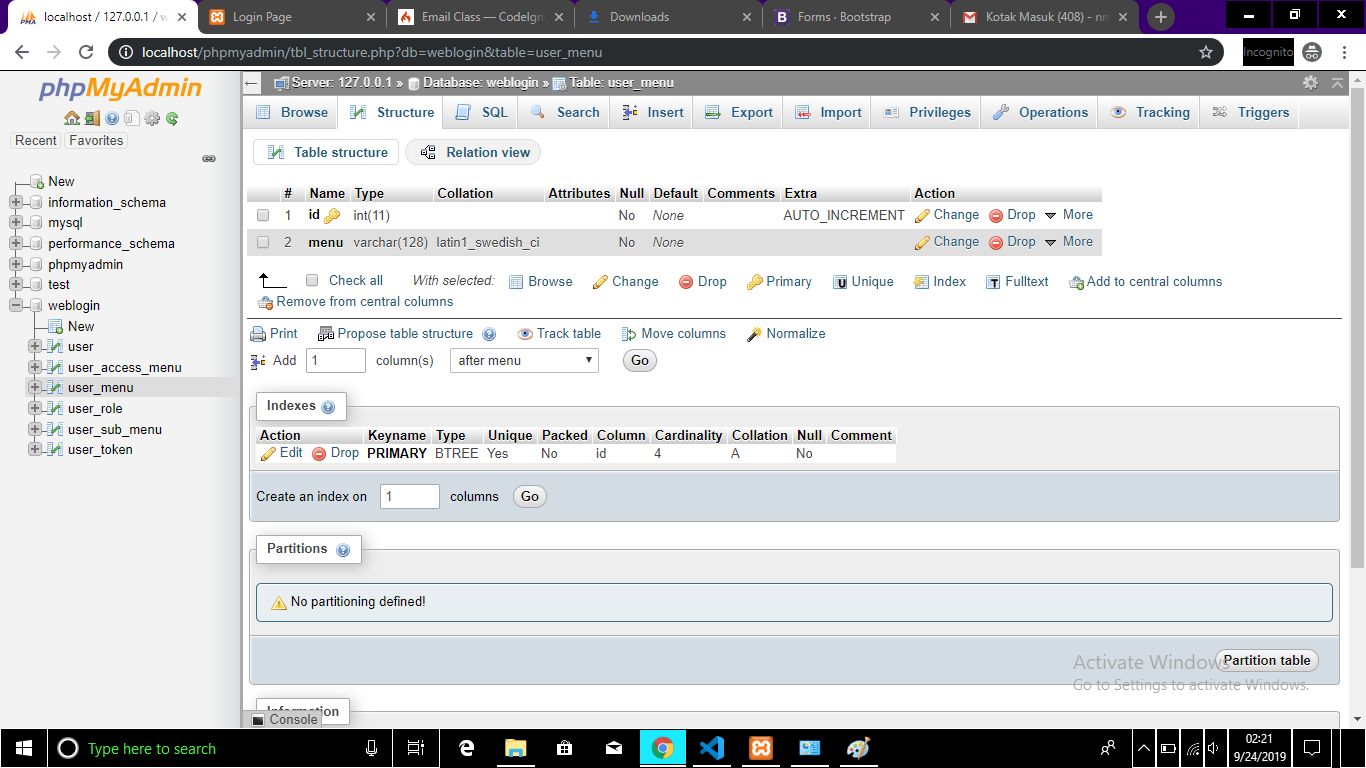 localhost / 127.0.0.1 / w
Login Page
Email Class — CodeIgn
Downloads
Forms · Bootstrap
Kotak Masuk (408) - nm
localhost/phpmyadmin/tbl_structure.php?db=weblogin&table=user_menu
Incognito
phpMyAdmin
Recent Favorites
New
information_schema
mysql
performance_schema
phpmyadmin
test
weblogin
New
user
user_access_menu
user_menu
user_role
user_sub_menu
user_token
Server: 127.0.0.1 » Database: weblogin » Table: user_menu
Browse Structure SQL Search Insert Export Import Privileges Operations Tracking Triggers
Table structure Relation view
# Name Type Collation Attributes Null Default Comments Extra Action
1 id int(11) No None AUTO_INCREMENT Change Drop More
2 menu varchar(128) latin1_swedish_ci No None Change Drop More
Check all With selected: Browse Change Drop Primary Unique Index Fulltext Add to central columns
Remove from central columns
Print Propose table structure Track table Move columns Normalize
Add 1 column(s) after menu Go
Indexes
Action Keyname Type Unique Packed Column Cardinality Collation Null Comment
Edit Drop PRIMARY BTREE Yes No id 4 A No
Create an index on 1 columns Go
Partitions
No partitioning defined!
Partition table
Activate Windows
Go to Settings to activate Windows.
Information
Console
Type here to search
02:21
9/24/2019